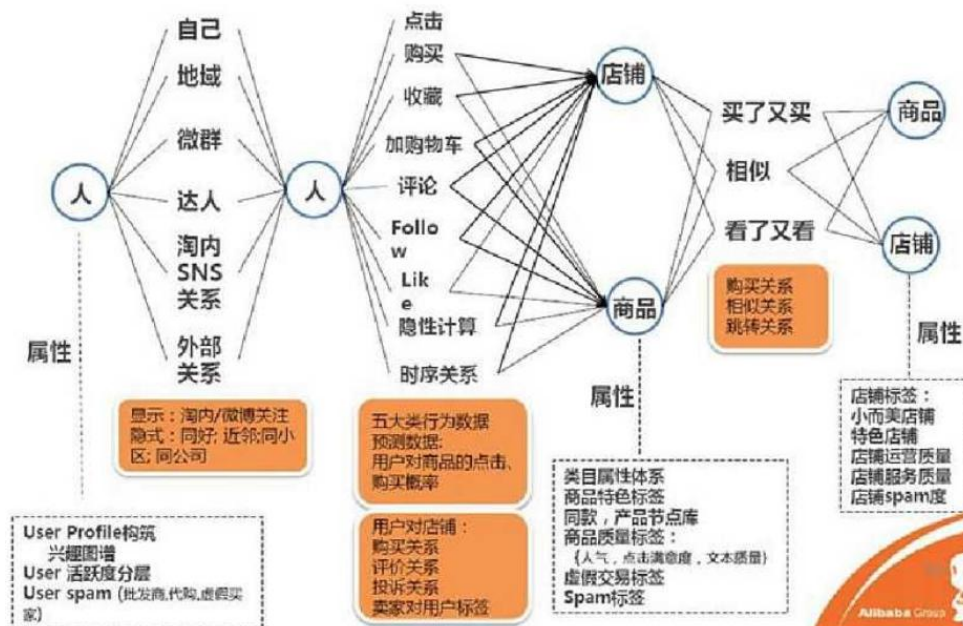 自己
地域
微群
达人
淘内
SNS
关系
外部
关系
人
人
属性
显示：淘内/微博关注
隐式：同好; 近邻;同小
区; 同公司
User Profile构筑
兴趣图谱
User 活跃度分层
User spam (批发商,代购,虚假买
家)
点击
购买
收藏
加购物车
评论
Follo
w
Lik
e
隐性计算
时序关系
五大类行为数据
预测数据:
用户对商品的点击、
购买概率
用户对店铺：
购买关系
评价关系
投诉关系
卖家对用户标签
店铺
商品
属性
类目属性体系
商品特色标签
同款，产品节点库
商品质量标签：
(人气，点击满意度，文本质量)
虚假交易标签
Spam标签
买了又买
相似
看了又看
购买关系
相似关系
跳转关系
商品
店铺
属性
店铺标签：
小而美店铺
特色店铺
店铺运营质量
店铺服务质量
店铺spam度
Alibaba Group